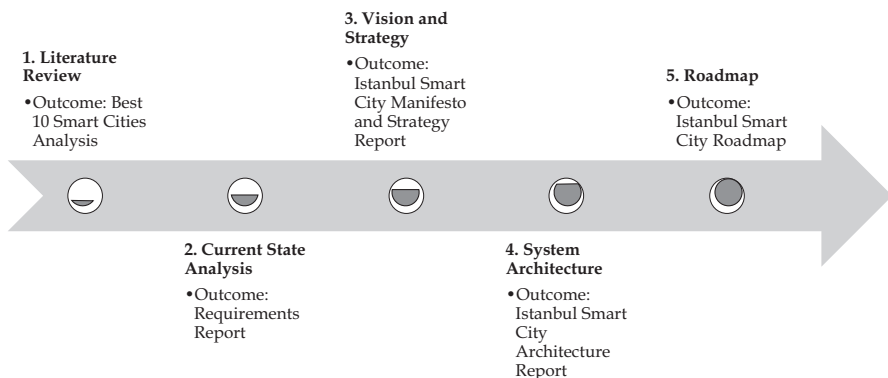 1. Literature
Review
•Outcome: Best
10 Smart Cities
Analysis
2. Current State
Analysis
•Outcome:
Requirements
Report
3. Vision and
Strategy
•Outcome:
Istanbul Smart
City Manifesto
and Strategy
Report
4. System
Architecture
•Outcome:
Istanbul Smart
City
Architecture
Report
5. Roadmap
•Outcome:
Istanbul Smart
City Roadmap